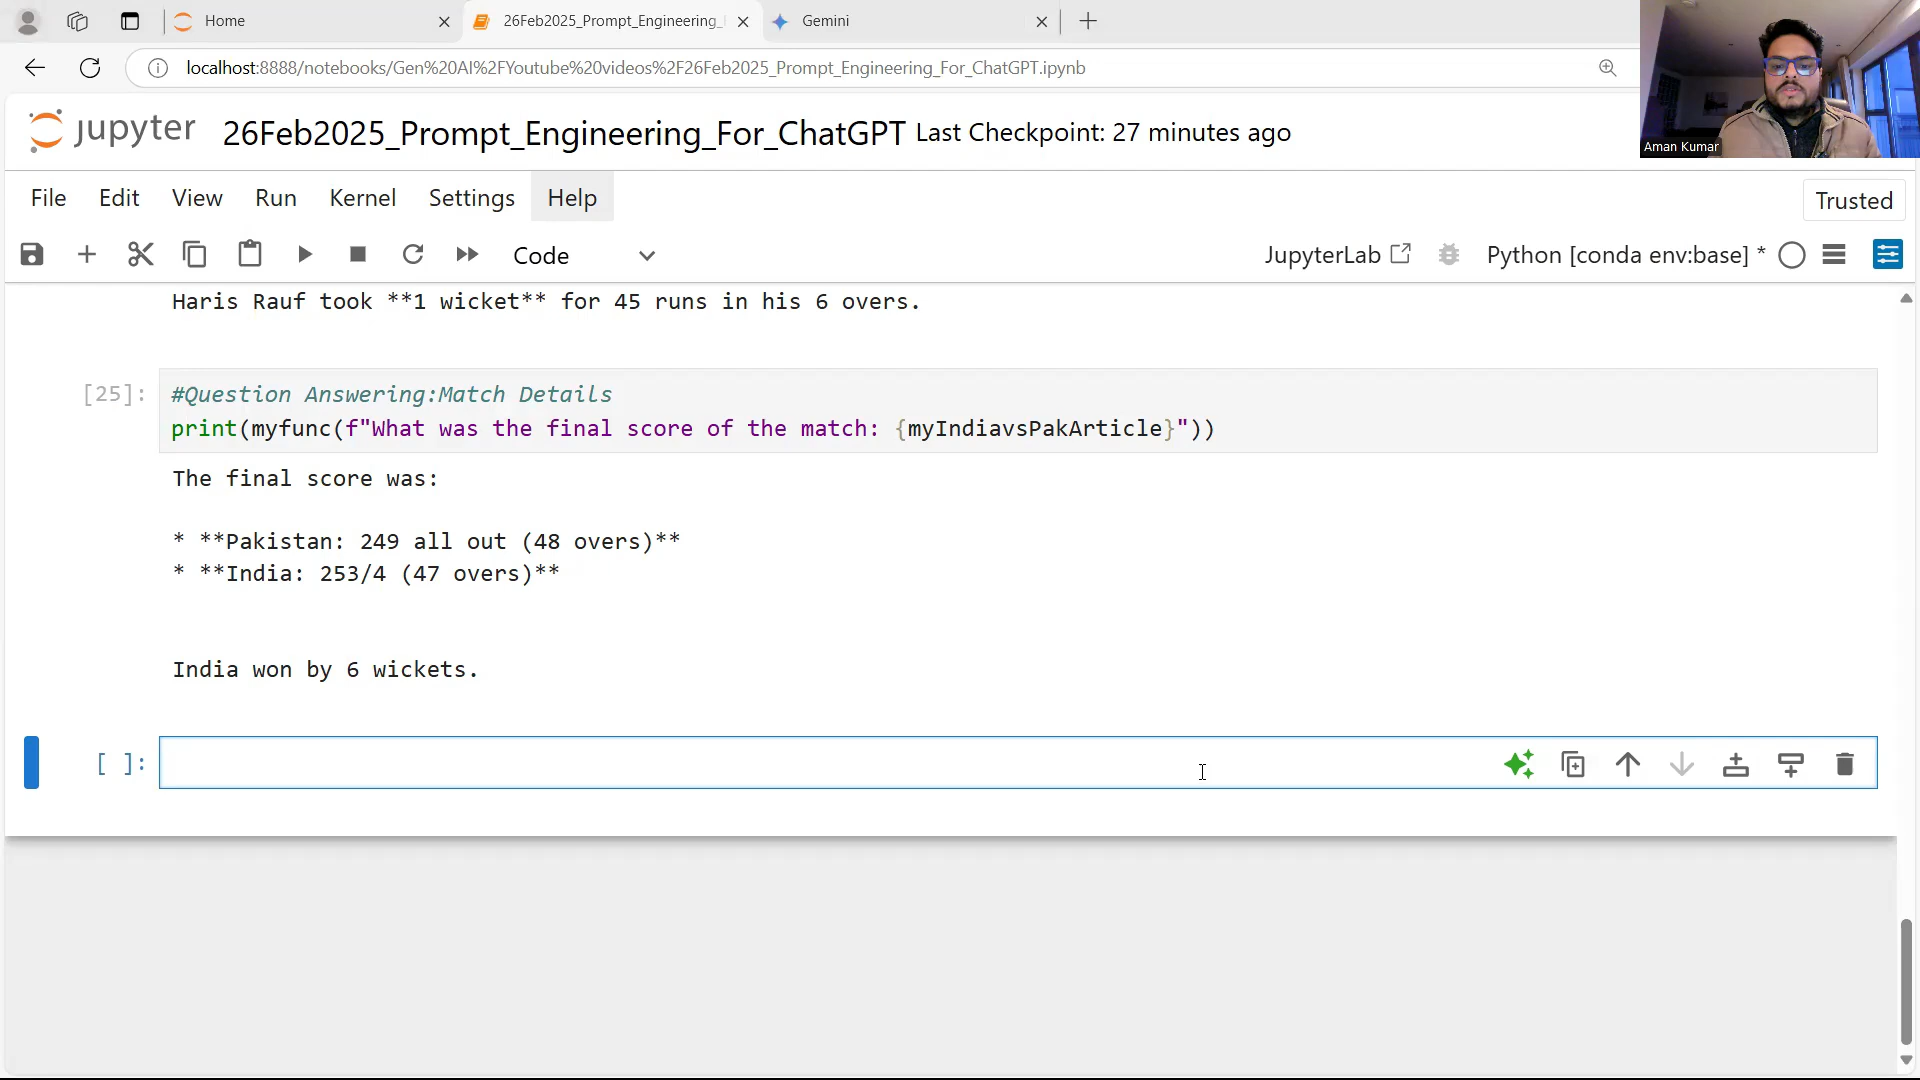 Home
26Feb2025_Prompt_Engineering_
Gemini
localhost:8888/notebooks/Gen%20AI%2FYoutube%20videos%2F26Feb2025_Prompt_Engineering_For_ChatGPT.ipynb
Aman Kumar
jupyter 26Feb2025_Prompt_Engineering_For_ChatGPT Last Checkpoint: 27 minutes ago
File Edit View Run Kernel Settings Help Trusted
Code JupyterLab Python [conda env:base] *
Haris Rauf took **1 wicket** for 45 runs in his 6 overs.
[25]: #Question Answering:Match Details
print(myfunc(f"What was the final score of the match: {myIndiavsPakArticle}"))
The final score was:
* **Pakistan: 249 all out (48 overs)**
* **India: 253/4 (47 overs)**
India won by 6 wickets.
[ ]: